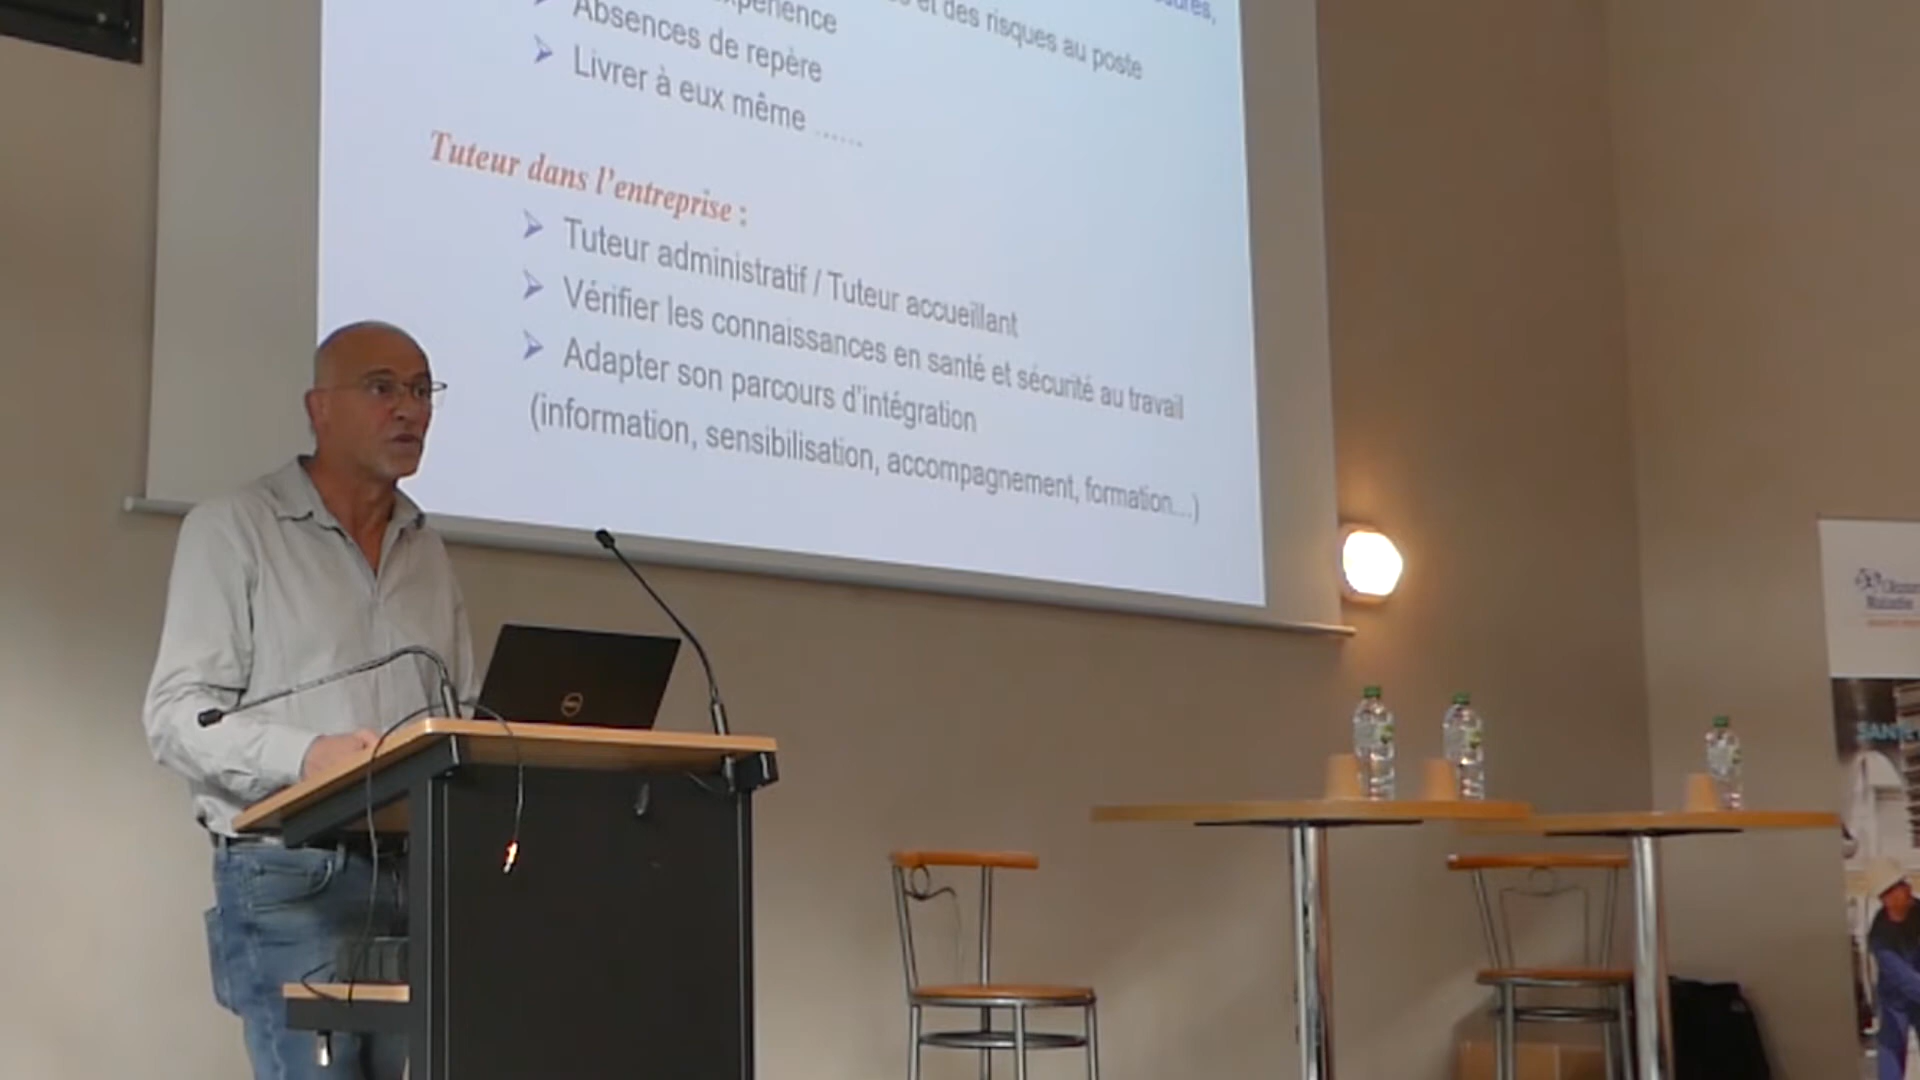 et des risques au poste
Absences de repère
Livrer à eux même ......
Tuteur dans l'entreprise :
Tuteur administratif / Tuteur accueillant
Vérifier les connaissances en santé et sécurité au travail
Adapter son parcours d'intégration
(information, sensibilisation, accompagnement, formation...)
DELL